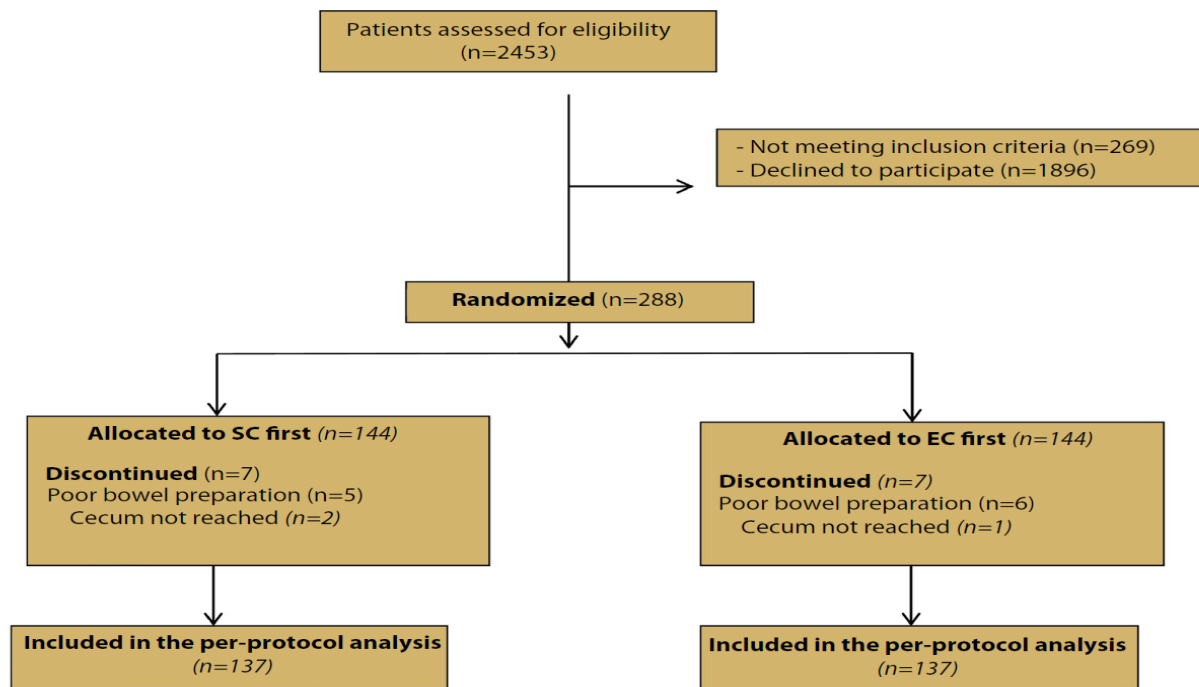 Patients assessed for eligibility
(n=2453)
- Not meeting inclusion criteria (n=269)
- Declined to participate (n=1896)
Randomized (n=288)
Allocated to SC first (n=144)
Discontinued (n=7)
Poor bowel preparation (n=5)
Cecum not reached (n=2)
Allocated to EC first (n=144)
Discontinued (n=7)
Poor bowel preparation (n=6)
Cecum not reached (n=1)
Included in the per-protocol analysis
(n=137)
Included in the per-protocol analysis
(n=137)